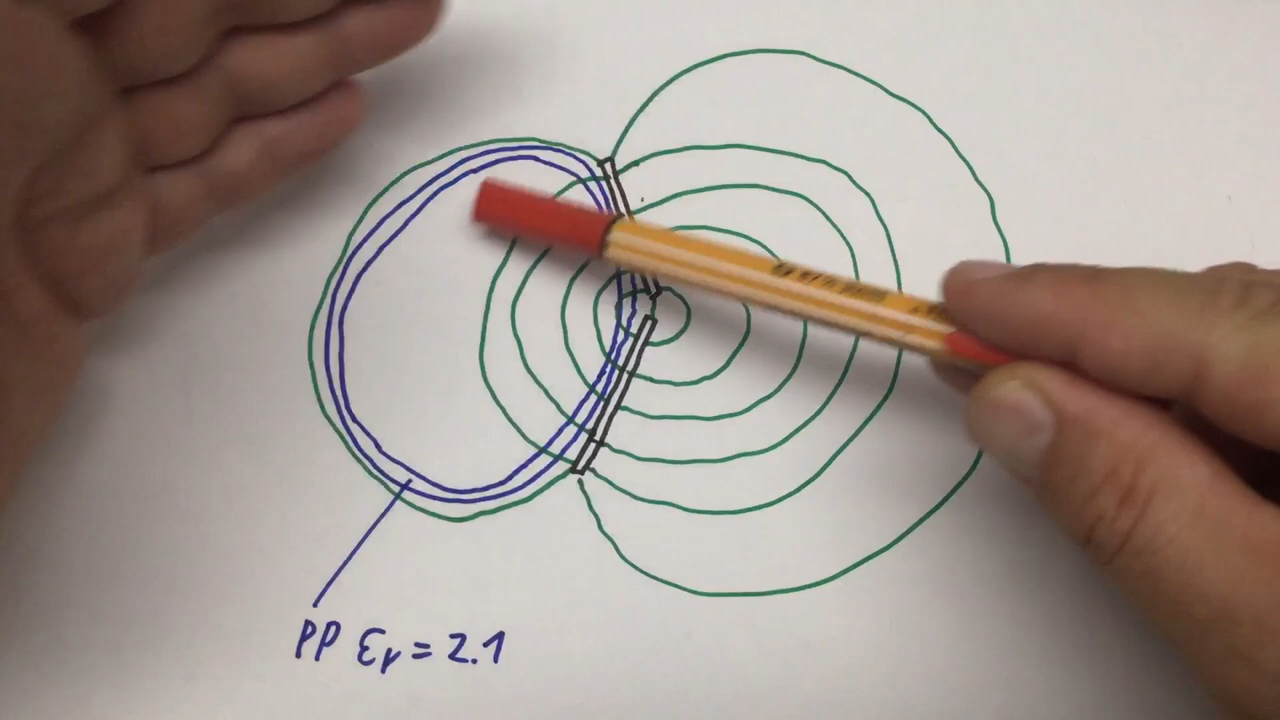 PP εr = 2.1